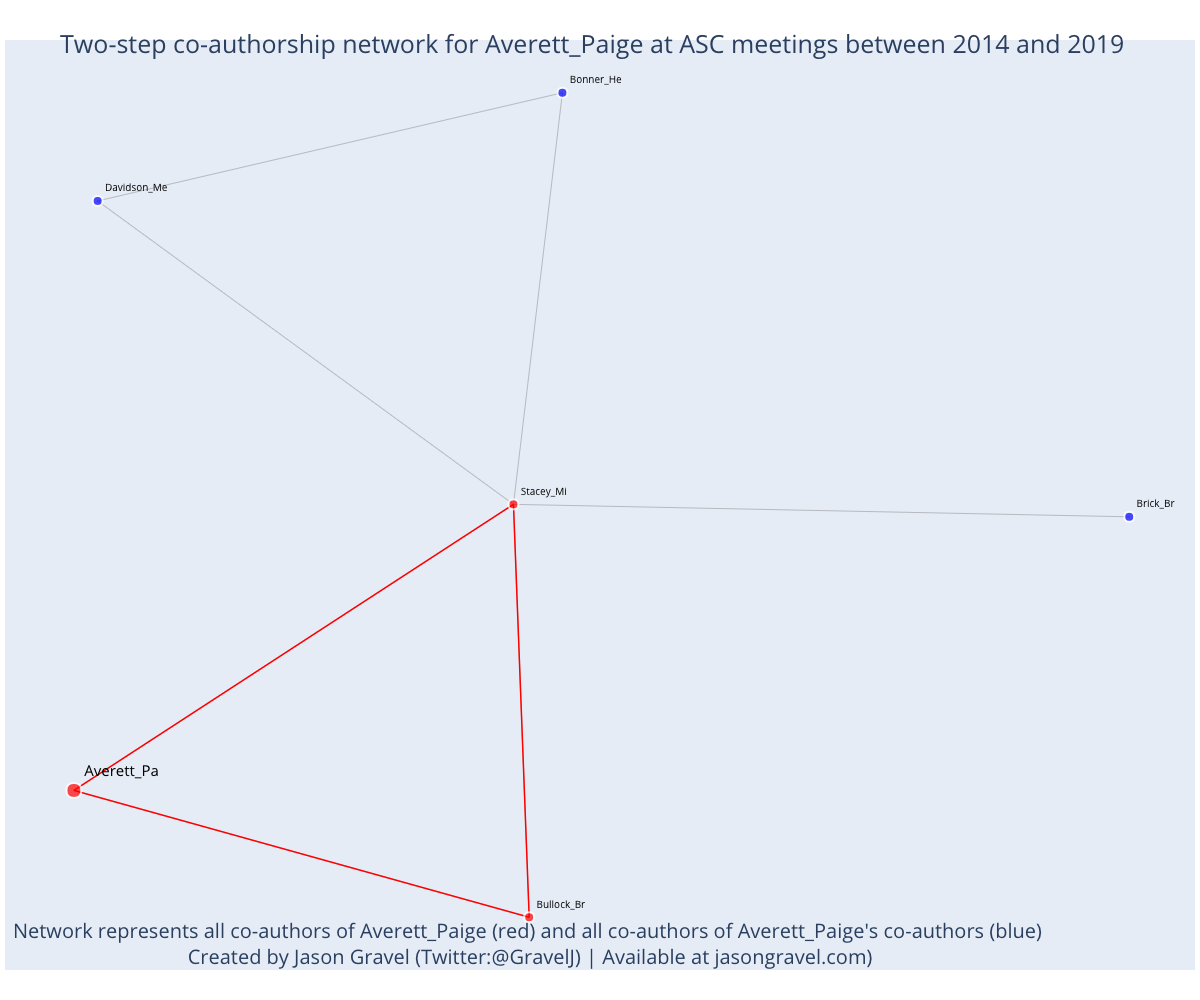 Two-step co-authorship network for Averett_Paige at ASC meetings between 2014 and 2019
Bonner_He
Davidson_Me
Stacey_Mi
Brick_Br
Averett_Pa
Bullock_Br
Network represents all co-authors of Averett_Paige (red) and all co-authors of Averett_Paige's co-authors (blue)
Created by Jason Gravel (Twitter:@GravelJ) | Available at jasongravel.com)